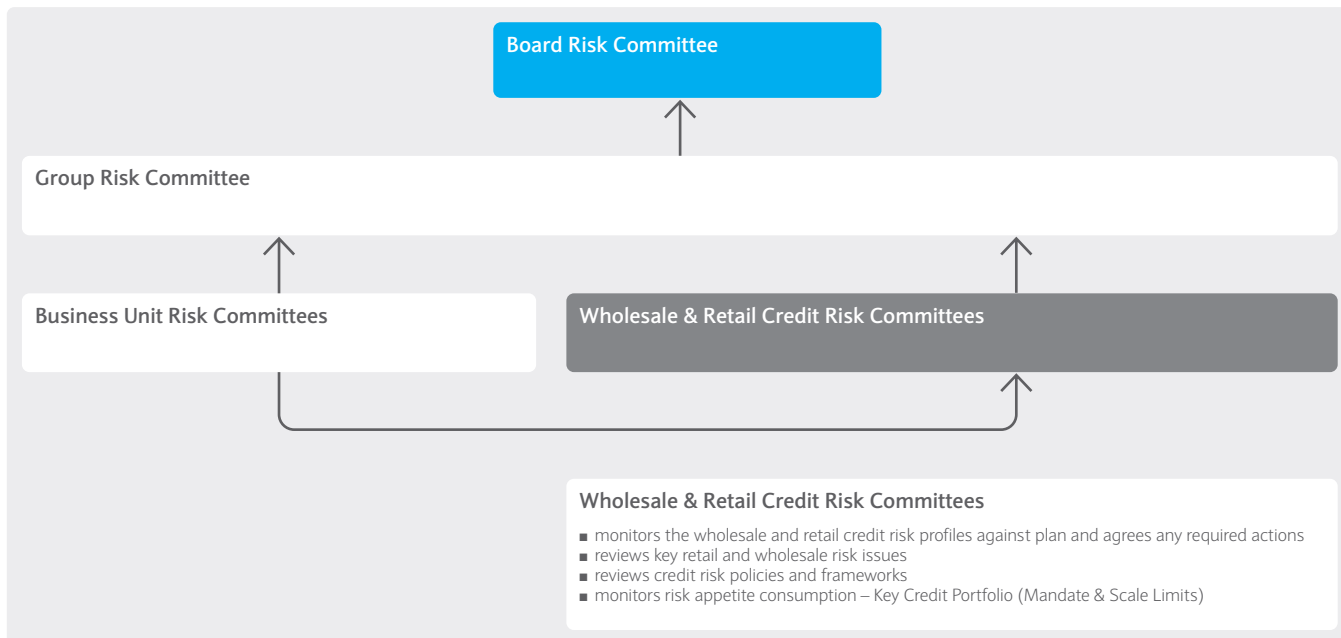 Board Risk Committee
Group Risk Committee
Business Unit Risk Committees
Wholesale & Retail Credit Risk Committees
Wholesale & Retail Credit Risk Committees
■ monitors the wholesale and retail credit risk profiles against plan and agrees any required actions
■ reviews key retail and wholesale risk issues
■ reviews credit risk policies and frameworks
■ monitors risk appetite consumption – Key Credit Portfolio (Mandate & Scale Limits)